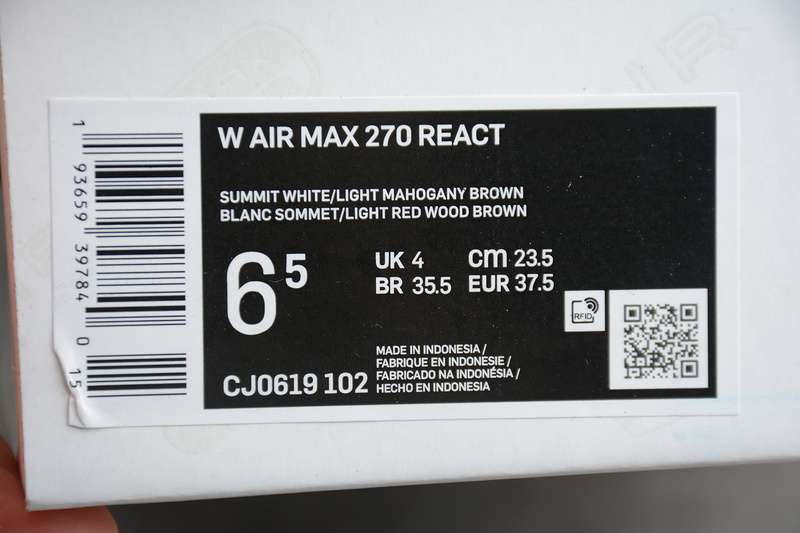 W AIR MAX 270 REACT
SUMMIT WHITE/LIGHT MAHOGANY BROWN
BLANC SOMMET/LIGHT RED WOOD BROWN
6 5
UK 4 CM 23.5
BR 35.5 EUR 37.5
RFID
CJ0619 102
MADE IN INDONESIA /
FABRIQUE EN INDONESIE /
FABRICADO NA INDONÉSIA /
HECHO EN INDONESIA
1 93659 39784 0 15